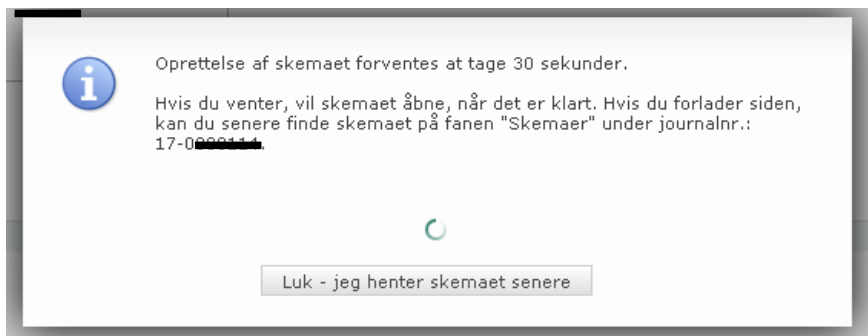 Oprettelse af skemaet forventes at tage 30 sekunder.
Hvis du venter, vil skemaet åbne, når det er klart. Hvis du forlader siden,
kan du senere finde skemaet på fanen "Skemaer" under journalnr.:
17-0
Luk - jeg henter skemaet senere